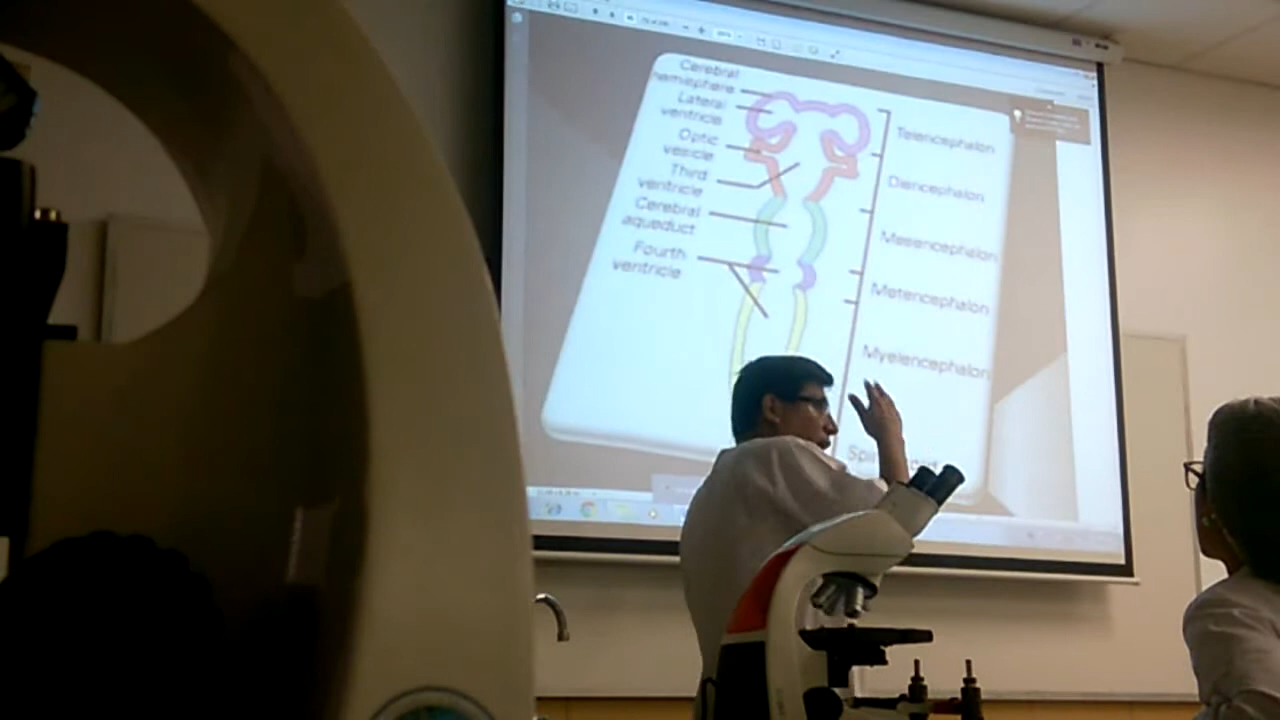 Cerebral
hemisphere
Lateral
ventricle
Optic
vesicle
Third
ventricle
Cerebral
aqueduct
Fourth
ventricle
Telencephalon
Diencephalon
Mesencephalon
Metencephalon
Myelencephalon